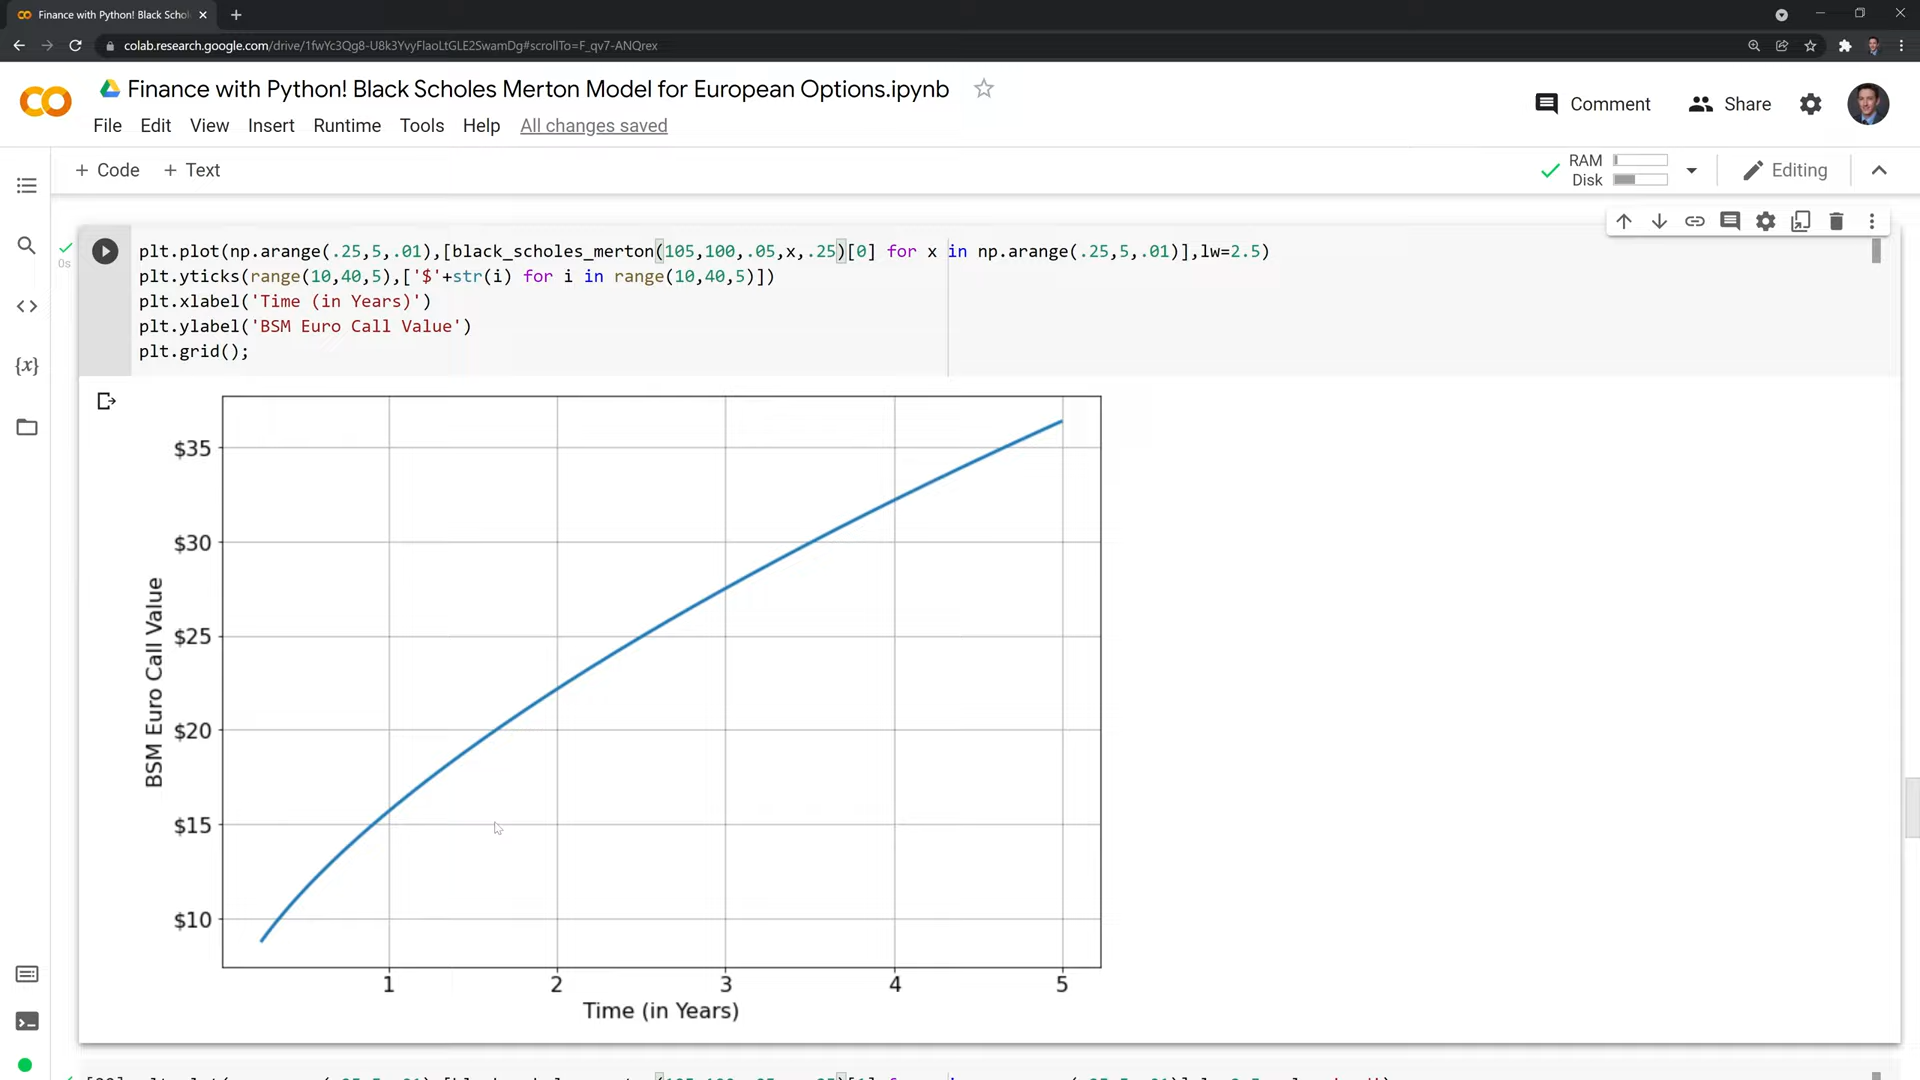 Finance with Python! Black Schol
colab.research.google.com/drive/1fwYc3Qg8-U8k3YvyFlaoLtGLE2SwamDg#scrollTo=F_qv7-ANQrex
Finance with Python! Black Scholes Merton Model for European Options.ipynb
Comment
Share
File Edit View Insert Runtime Tools Help All changes saved
+ Code + Text
RAM
Disk
Editing
0s
plt.plot(np.arange(.25,5,.01),[black_scholes_merton(105,100,.05,x,.25)[0] for x in np.arange(.25,5,.01)],lw=2.5)
plt.yticks(range(10,40,5),['$'+str(i) for i in range(10,40,5)])
plt.xlabel('Time (in Years)')
plt.ylabel('BSM Euro Call Value')
plt.grid();
$35
$30
$25
$20
$15
$10
BSM Euro Call Value
1 2 3 4 5
Time (in Years)